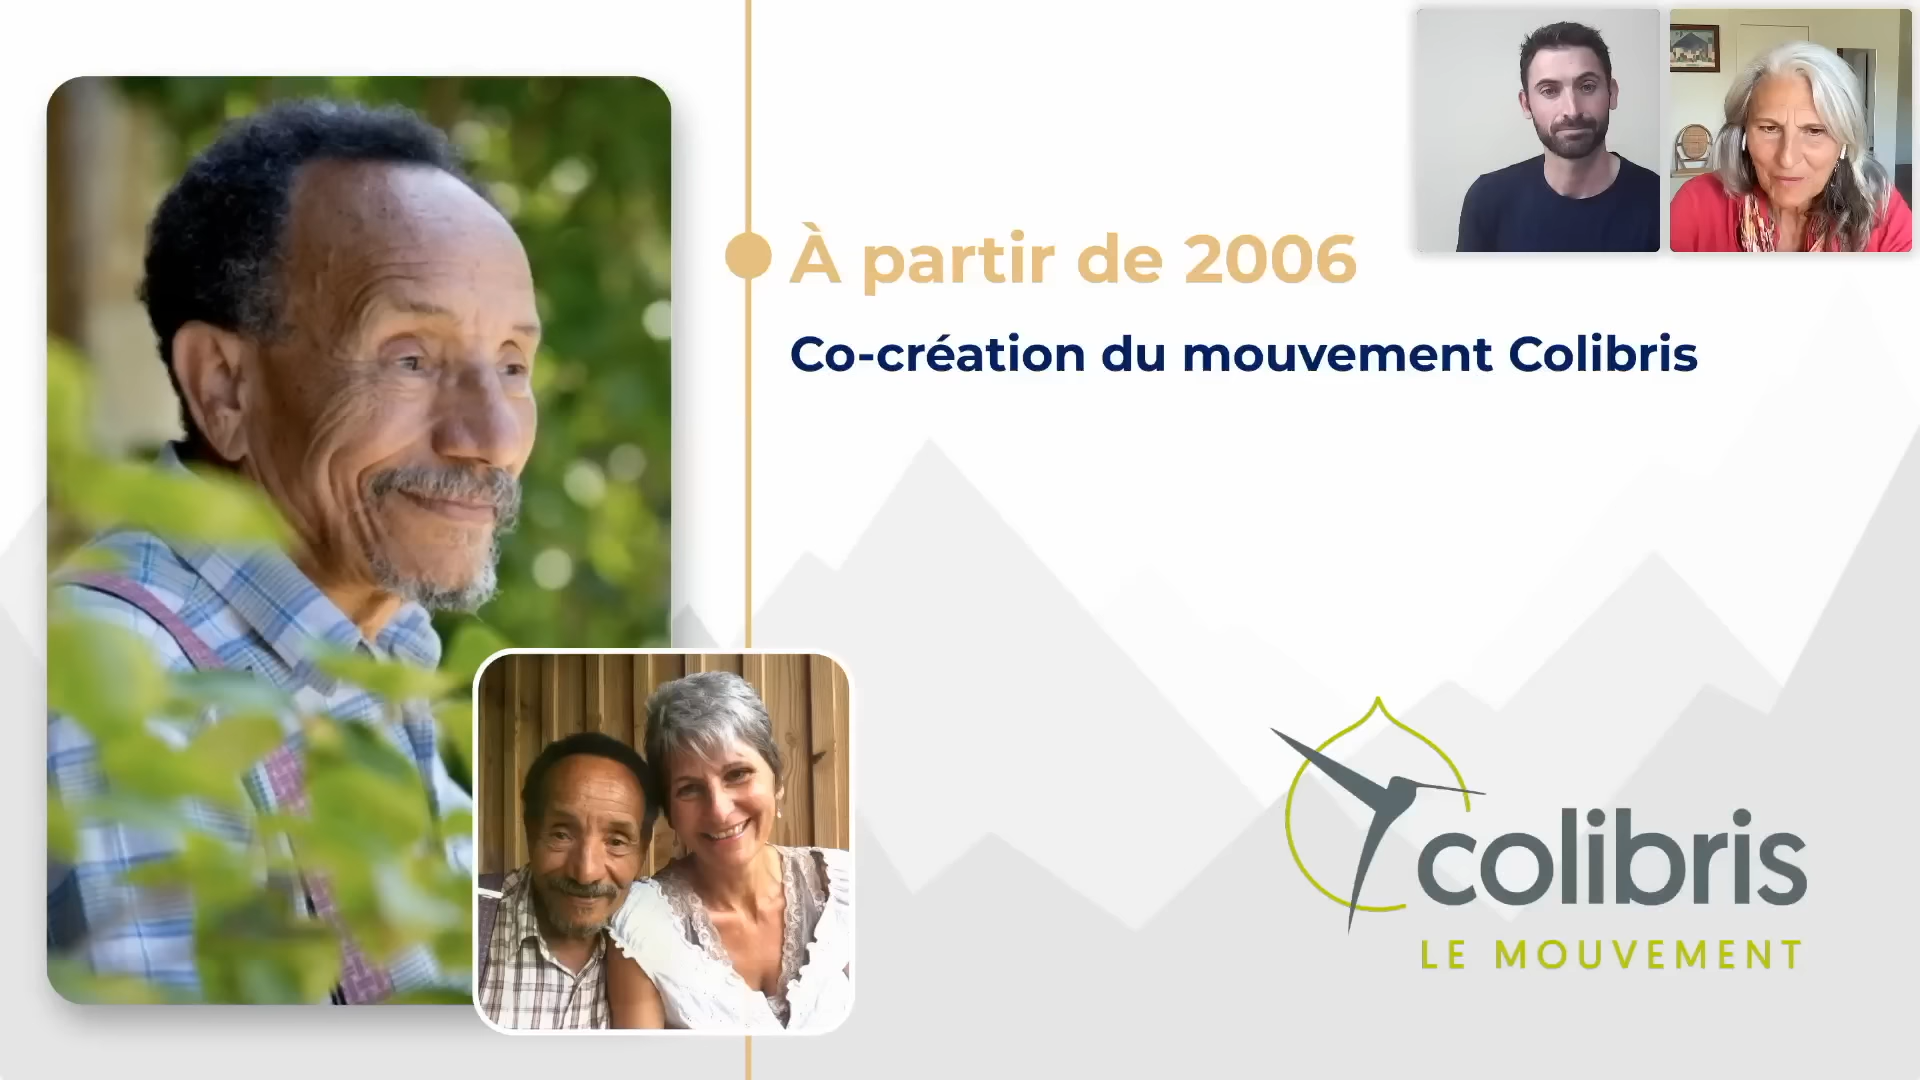 À partir de 2006
Co-création du mouvement Colibris
colibris
LE MOUVEMENT